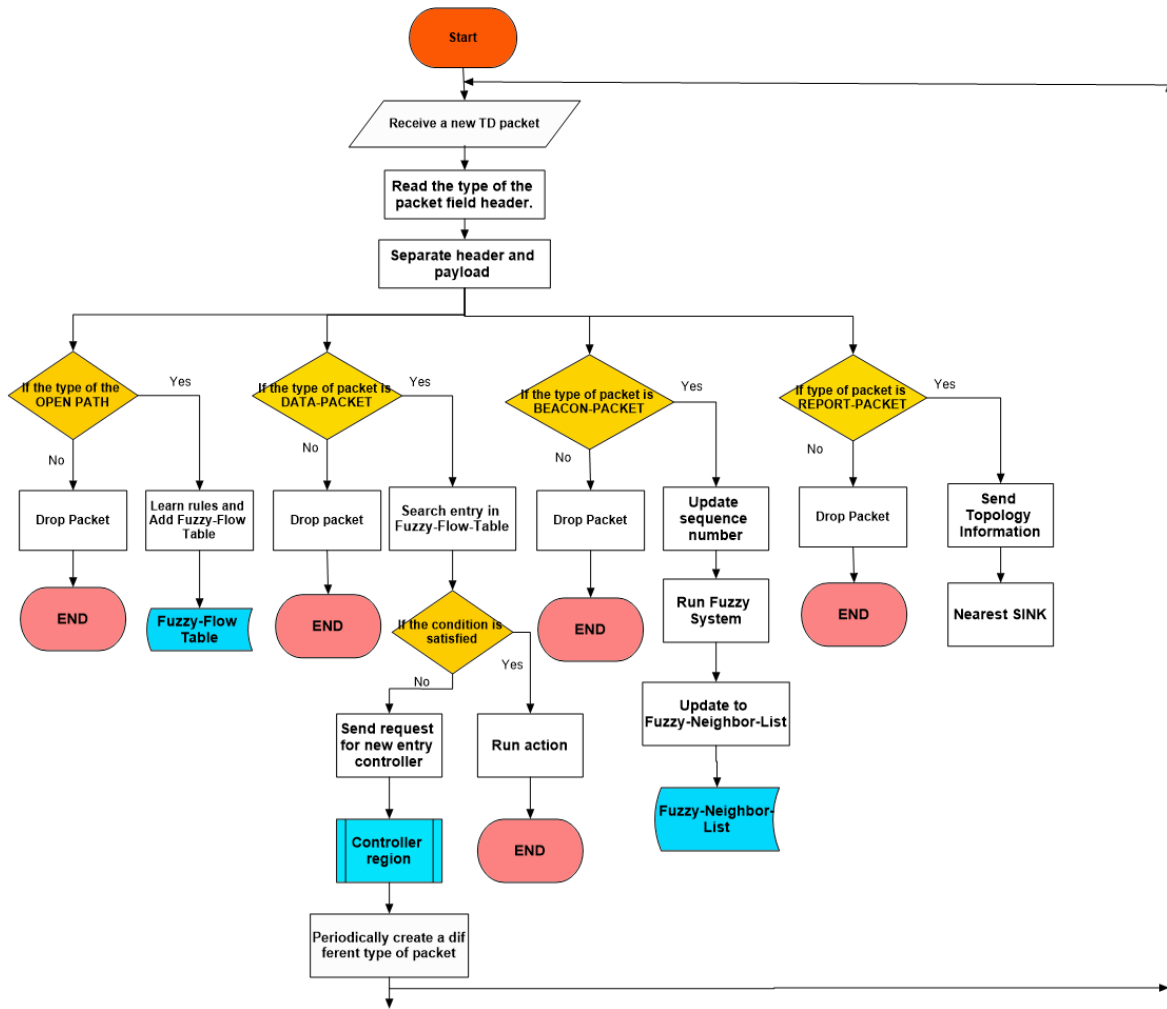 Start
Receive a new TD packet
Read the type of the
packet field header.
Separate header and
payload
If the type of the
OPEN PATH
Yes
No
If the type of packet is
DATA-PACKET
Yes
No
If the type of packet is
BEACON-PACKET
Yes
No
If type of packet is
REPORT-PACKET
Yes
No
Drop Packet
Learn rules and
Add Fuzzy-Flow
Table
Drop packet
Search entry in
Fuzzy-Flow-Table
Drop Packet
Update
sequence
number
Drop Packet
Send
Topology
Information
END
Fuzzy-Flow
Table
END
If the condition is
satisfied
Yes
No
END
Run Fuzzy
System
END
Nearest SINK
Send request
for new entry
controller
Run action
Update to
Fuzzy-Neighbor-List
Controller
region
END
Fuzzy-Neighbor-
List
Periodically create a dif
ferent type of packet